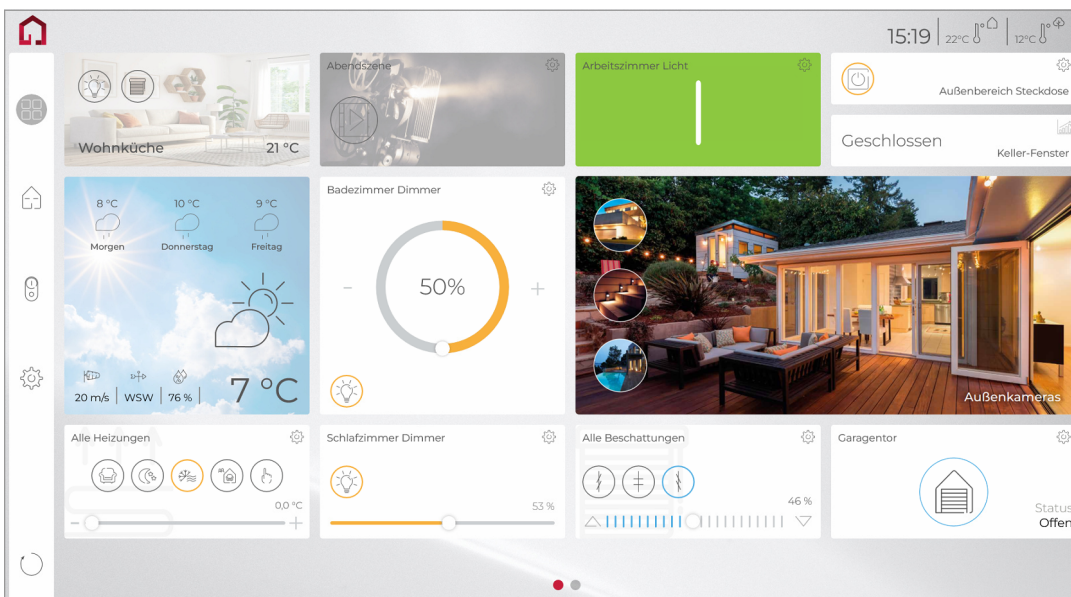 15:19
22°C
12°C
Wohnküche
21 °C
Abendszene
Arbeitszimmer Licht
Außenbereich Steckdose
Geschlossen
Keller-Fenster
8 °C
10 °C
9 °C
Morgen
Donnerstag
Freitag
20 m/s
WSW
76 %
7 °C
Badezimmer Dimmer
-
50%
+
Außenkameras
Alle Heizungen
0,0 °C
-
+
Schlafzimmer Dimmer
53 %
Alle Beschattungen
46 %
Garagentor
Status
Offen